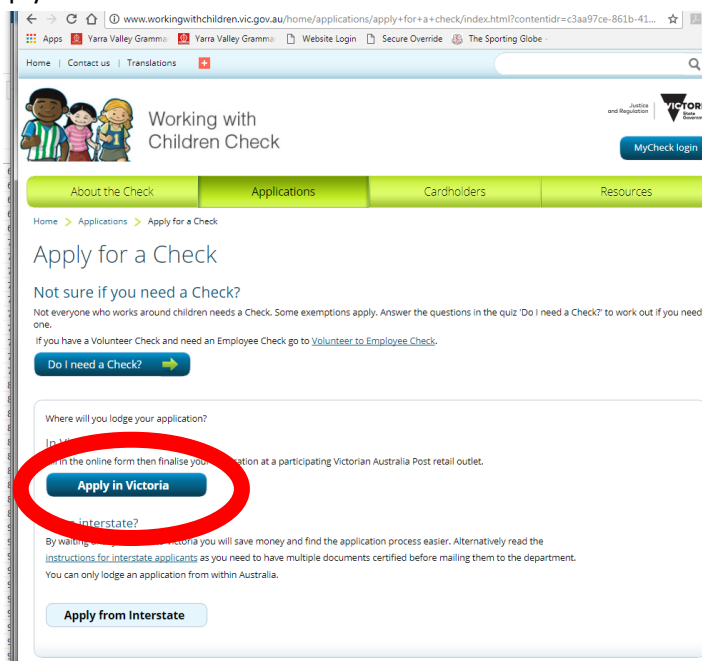 www.workingwithchildren.vic.gov.au/home/applications/apply+for+a+check/index.html?contentidr=c3aa97ce-861b-41...
Apps Yarra Valley Gramma Yarra Valley Gramma Website Login Secure Override The Sporting Globe -
Home | Contact us | Translations
Working with
Children Check
Justice
and Regulation
VICTOR
State
Governm
MyCheck login
About the Check Applications Cardholders Resources
Home > Applications > Apply for a Check
Apply for a Check
Not sure if you need a Check?
Not everyone who works around children needs a Check. Some exemptions apply. Answer the questions in the quiz 'Do I need a Check?' to work out if you need
one.
If you have a Volunteer Check and need an Employee Check go to Volunteer to Employee Check.
Do I need a Check?
Where will you lodge your application?
In Vi
in the online form then finalise your ication at a participating Victorian Australia Post retail outlet.
Apply in Victoria
interstate?
By waiting you will save money and find the application process easier. Alternatively read the
instructions for interstate applicants as you need to have multiple documents certified before mailing them to the department.
You can only lodge an application from within Australia.
Apply from Interstate